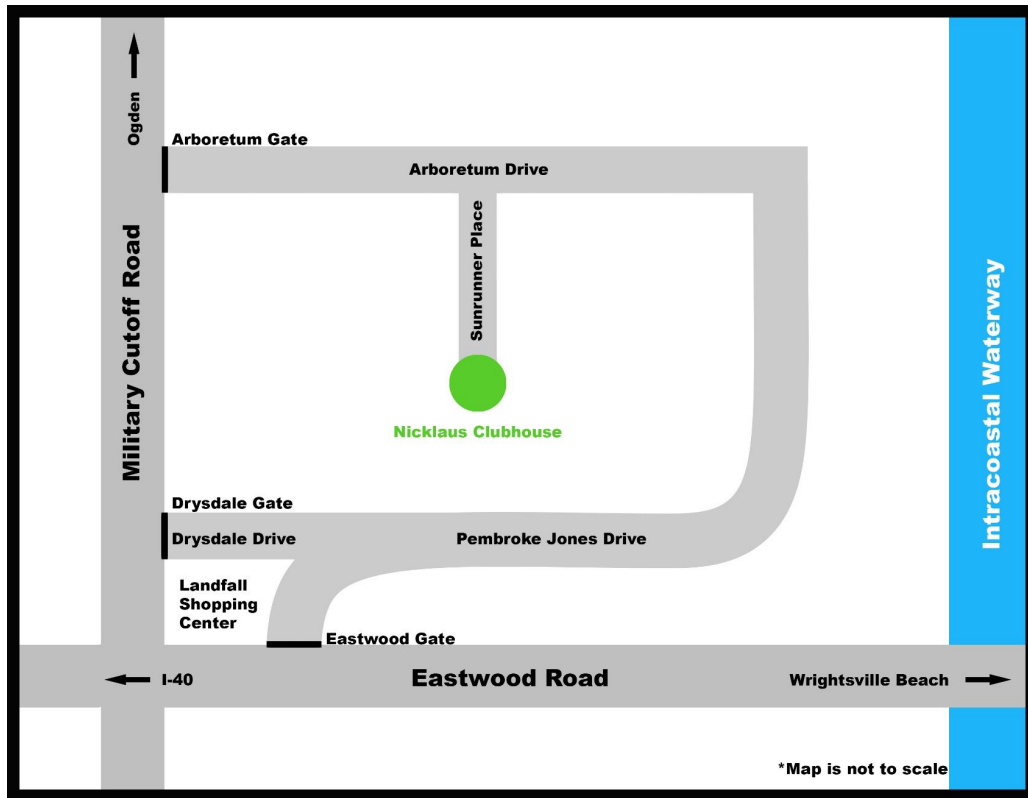 Ogden
Arboretum Gate
Arboretum Drive
Sunrunner Place
Military Cutoff Road
Intracoastal Waterway
Nicklaus Clubhouse
Drysdale Gate
Drysdale Drive
Pembroke Jones Drive
Landfall
Shopping
Center
Eastwood Gate
I-40
Eastwood Road
Wrightsville Beach
*Map is not to scale